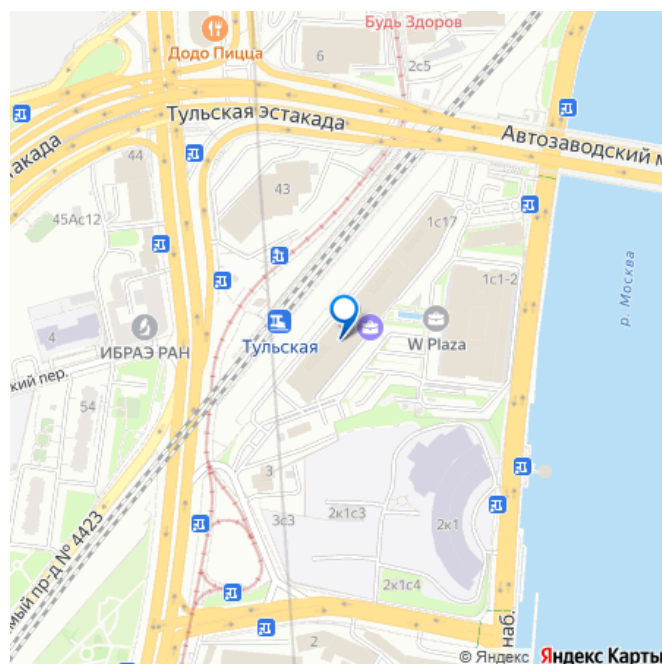 Будь Здоров
Додо Пицца
6
2с5
Тульская эстакада
Автозаводский м
такада
44
43
45Ас12
1с17
р. Москва
1с1-2
4
ИБРАЭ РАН
Тульская
W Plaza
кий пер.
54
3
3с3
2к1с3
2к1
мый пр-д № 4423
2к1с4
2
наб.
© Яндекс Яндекс Карты